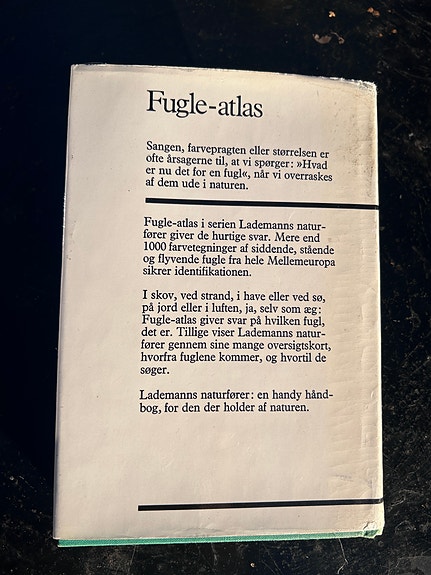 Fugle-atlas
Sangen, farvepragten eller størrelsen er
ofte årsagerne til, at vi spørger: »Hvad
er nu det for en fugl«, når vi overraskes
af dem ude i naturen.
Fugle-atlas i serien Lademanns natur-
fører giver de hurtige svar. Mere end
1000 farvetegninger af siddende, stående
og flyvende fugle fra hele Mellemeuropa
sikrer identifikationen.
I skov, ved strand, i have eller ved sø,
på jord eller i luften, ja, selv som æg:
Fugle-atlas giver svar på hvilken fugl,
det er. Tillige viser Lademanns natur-
fører gennem sine mange oversigtskort,
hvorfra fuglene kommer, og hvortil de
søger.
Lademanns naturfører: en handy hånd-
bog, for den der holder af naturen.